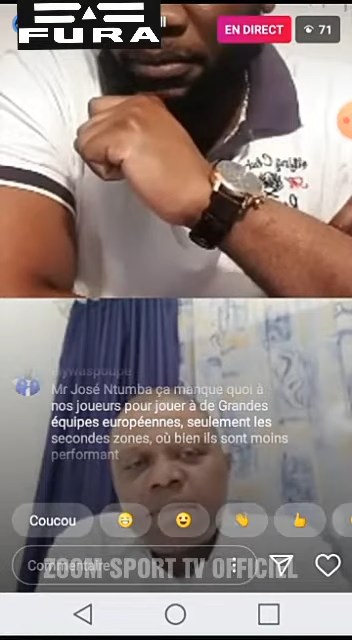 FURA
EN DIRECT
71
mywaspoupe
Mr José Ntumba ça manque quoi à
nos joueurs pour jouer à de Grandes
équipes européennes, seulement les
secondes zones, où bien ils sont moins
performant
Coucou
Commentaire
ZOOM SPORT TV OFFICIEL